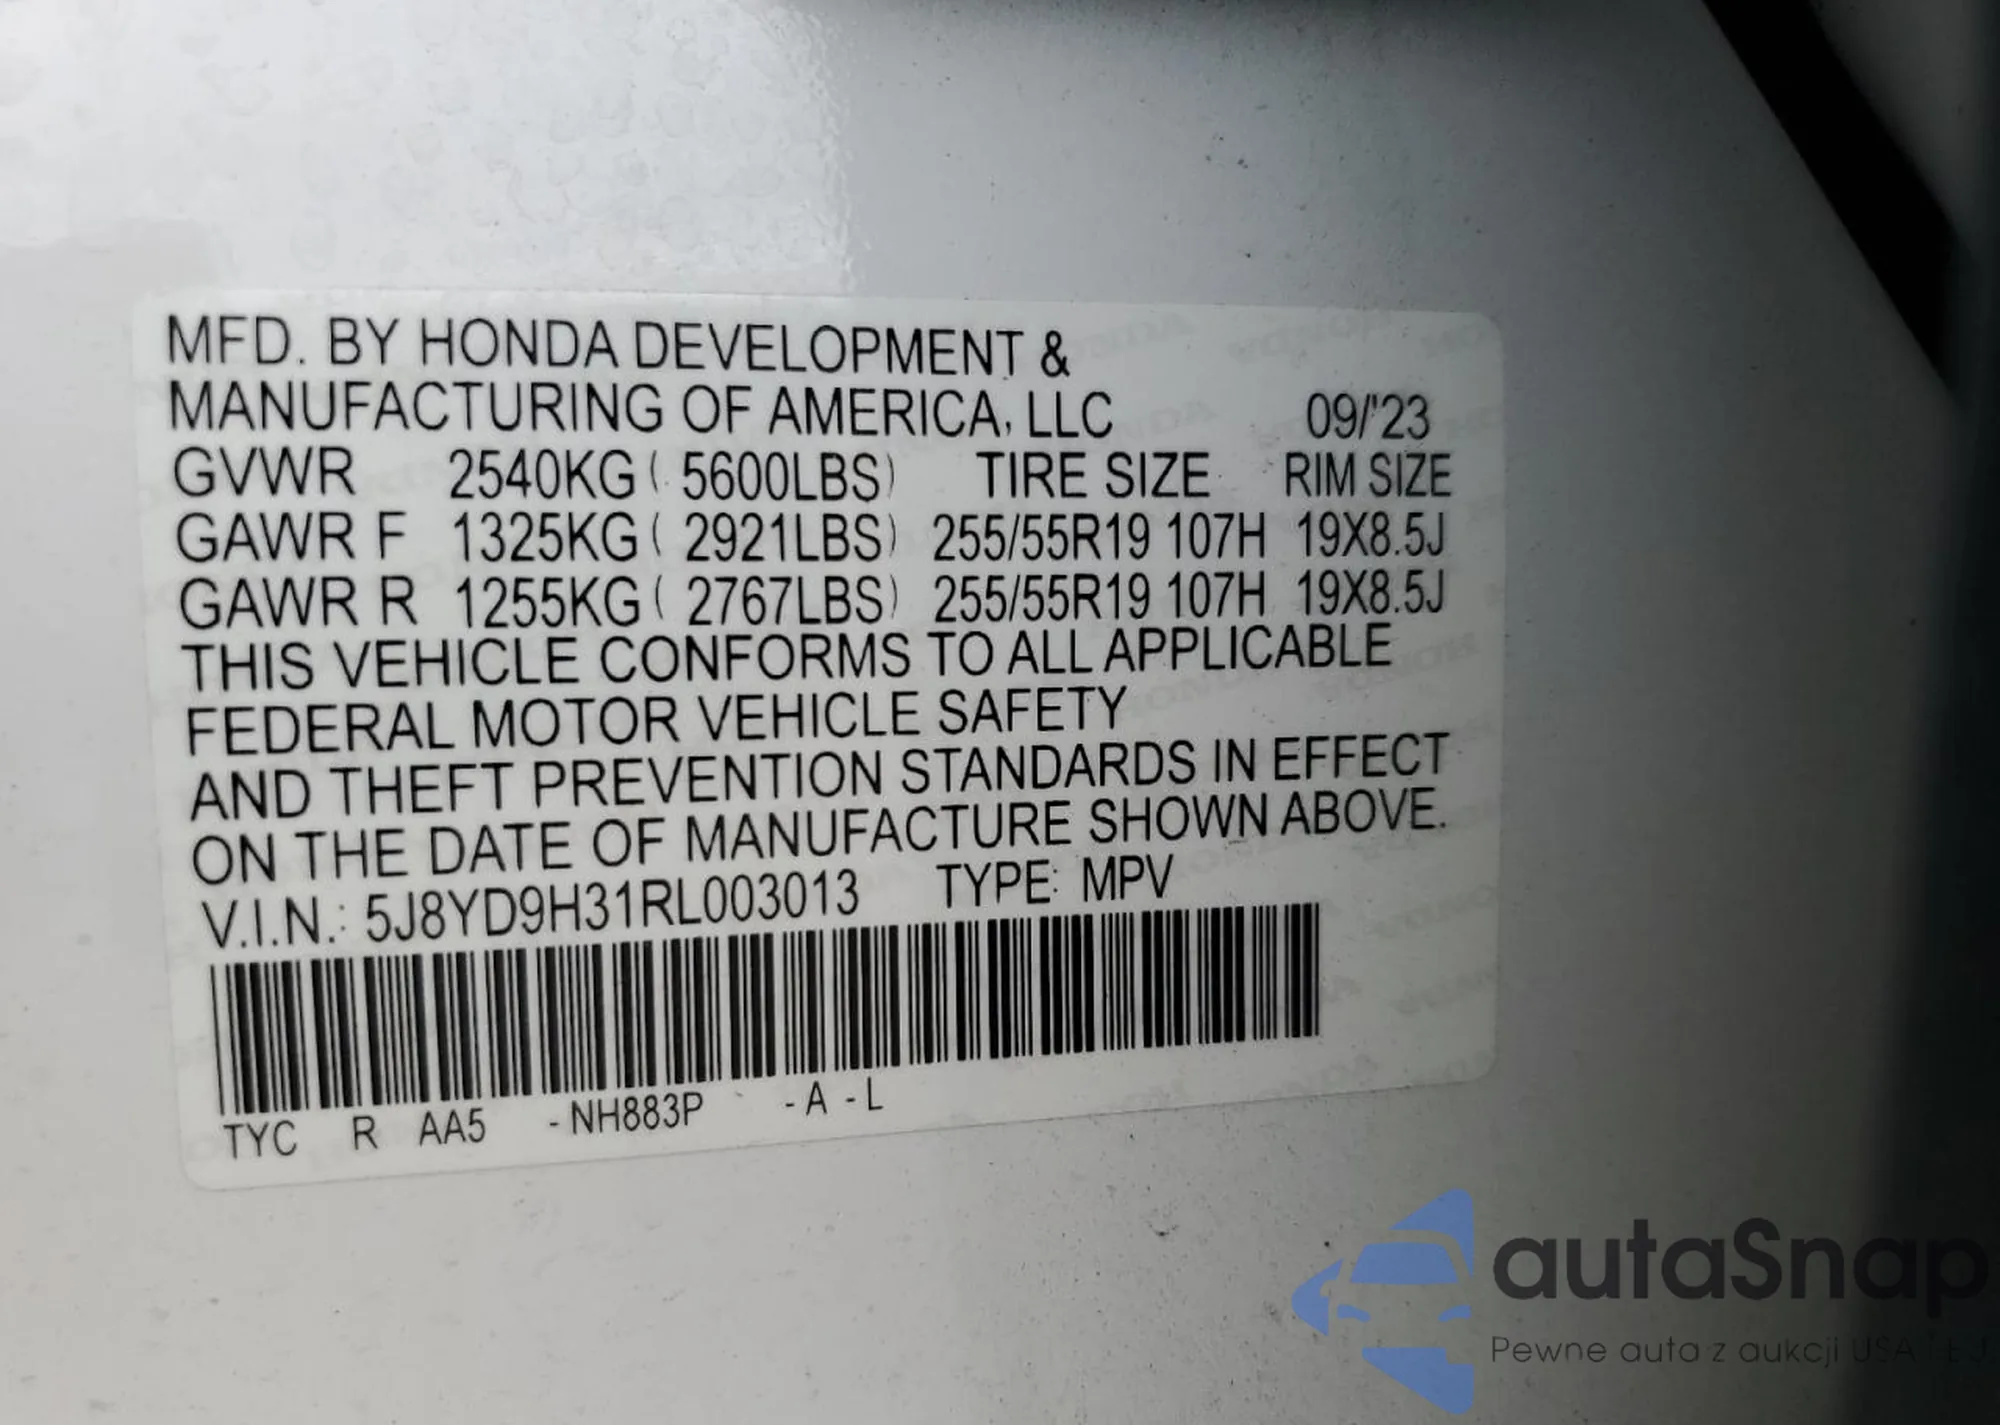 MFD. BY HONDA DEVELOPMENT &
MANUFACTURING OF AMERICA, LLC 09/'23
GVWR 2540KG ( 5600LBS) TIRE SIZE RIM SIZE
GAWR F 1325KG ( 2921LBS) 255/55R19 107H 19X8.5J
GAWR R 1255KG ( 2767LBS) 255/55R19 107H 19X8.5J
THIS VEHICLE CONFORMS TO ALL APPLICABLE
FEDERAL MOTOR VEHICLE SAFETY
AND THEFT PREVENTION STANDARDS IN EFFECT
ON THE DATE OF MANUFACTURE SHOWN ABOVE.
V.I.N.: 5J8YD9H31RL003013 TYPE: MPV
TYC R AA5 -NH883P -A -L
autaSnap
Pewne auta z aukcji USA i EU